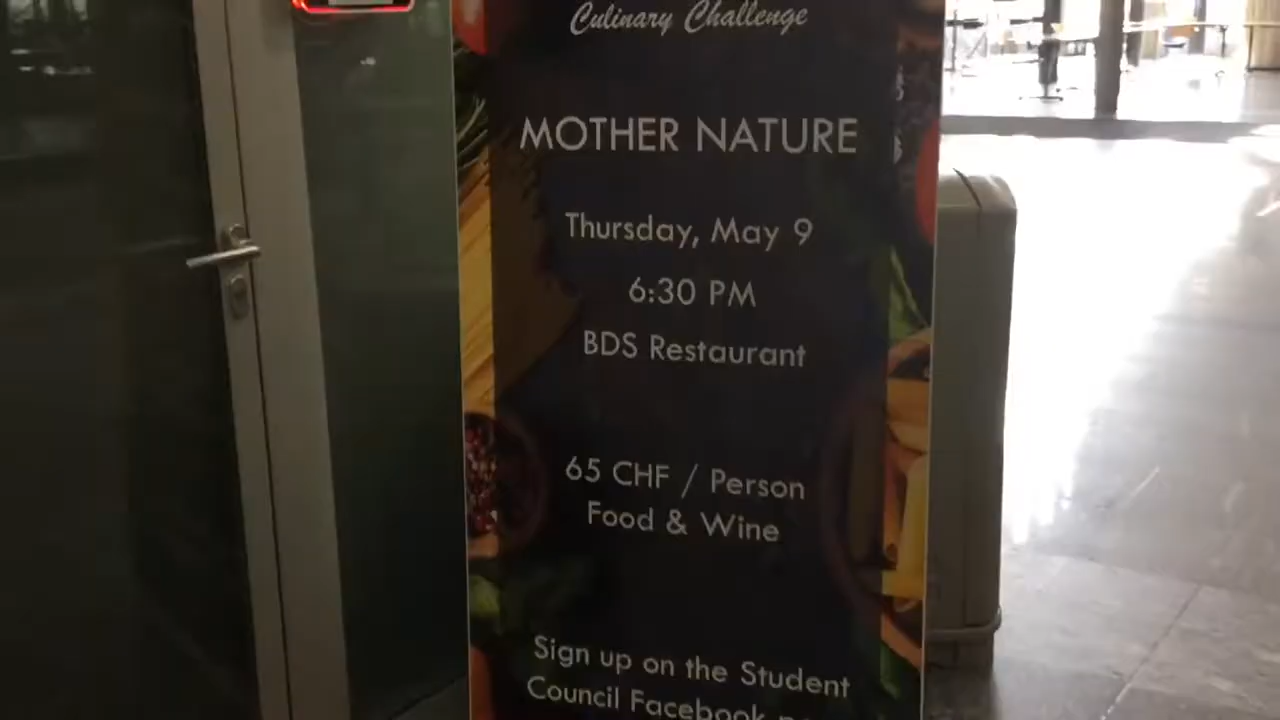 Culinary Challenge
MOTHER NATURE
Thursday, May 9
6:30 PM
BDS Restaurant
65 CHF / Person
Food & Wine
Sign up on the Student
Council Facebook